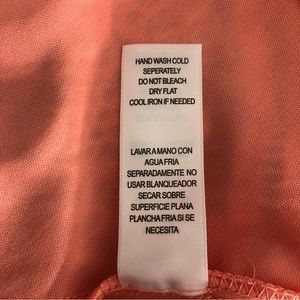 HAND WASH COLD
SEPERATELY
DO NOT BLEACH
DRY FLAT
COOL IRON IF NEEDED
LAVAR A MANO CON
AGUA FRIA
SEPARADAMENTE NO
USAR BLANQUEADOR
SECAR SOBRE
SUPERFICIE PLANA
PLANCHA FRIA SI SE
NECESITA